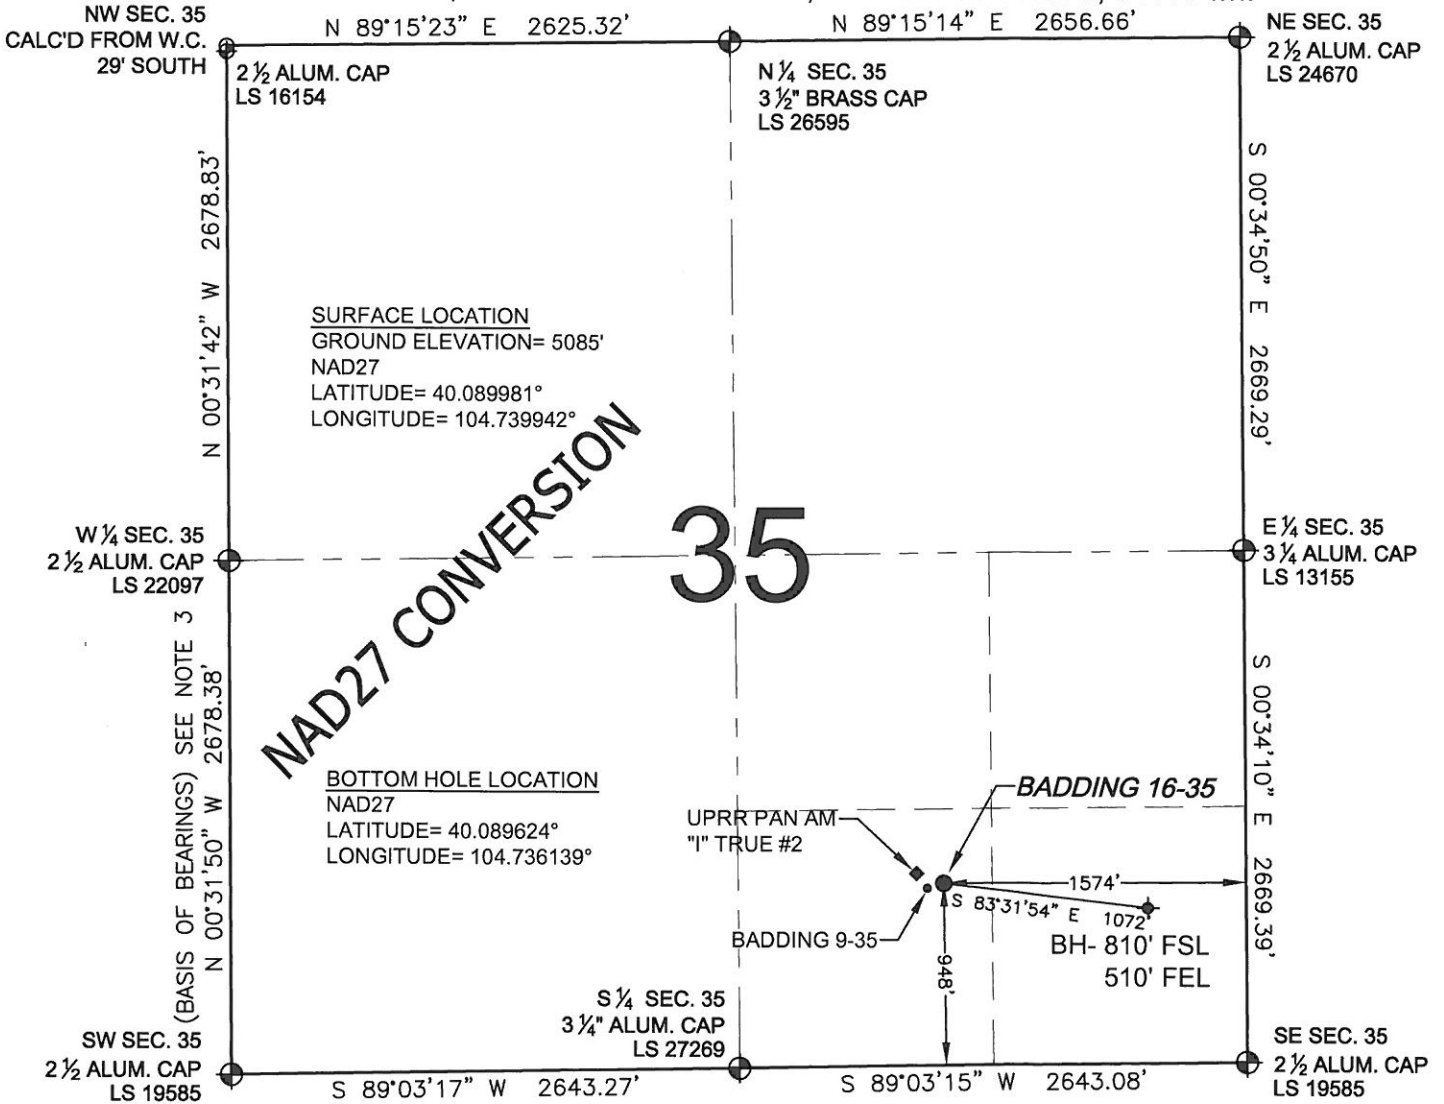 NW SEC. 35
CALC'D FROM W.C.
29' SOUTH
2 ½ ALUM. CAP
LS 16154
N 89°15'23" E 2625.32'
N 89°15'14" E 2656.66'
N ¼ SEC. 35
3 ½" BRASS CAP
LS 26595
NE SEC. 35
2 ½ ALUM. CAP
LS 24670
N 00°31'42" W 2678.83'
S 00°34'50" E 2669.29'
SURFACE LOCATION
GROUND ELEVATION= 5085'
NAD27
LATITUDE= 40.089981°
LONGITUDE= 104.739942°
NAD27 CONVERSION
35
W ¼ SEC. 35
2 ½ ALUM. CAP
LS 22097
E ¼ SEC. 35
3 ¼ ALUM. CAP
LS 13155
(BASIS OF BEARINGS) SEE NOTE 3
N 00°31'50" W 2678.38'
S 00°34'10" E 2669.39'
BOTTOM HOLE LOCATION
NAD27
LATITUDE= 40.089624°
LONGITUDE= 104.736139°
BADDING 16-35
UPRR PAN AM
"I" TRUE #2
1574'
S 83°31'54" E 1072'
BADDING 9-35
BH- 810' FSL
510' FEL
948'
S ¼ SEC. 35
3 ¼" ALUM. CAP
LS 27269
SW SEC. 35
2 ½ ALUM. CAP
LS 19585
S 89°03'17" W 2643.27'
S 89°03'15" W 2643.08'
SE SEC. 35
2 ½ ALUM. CAP
LS 19585